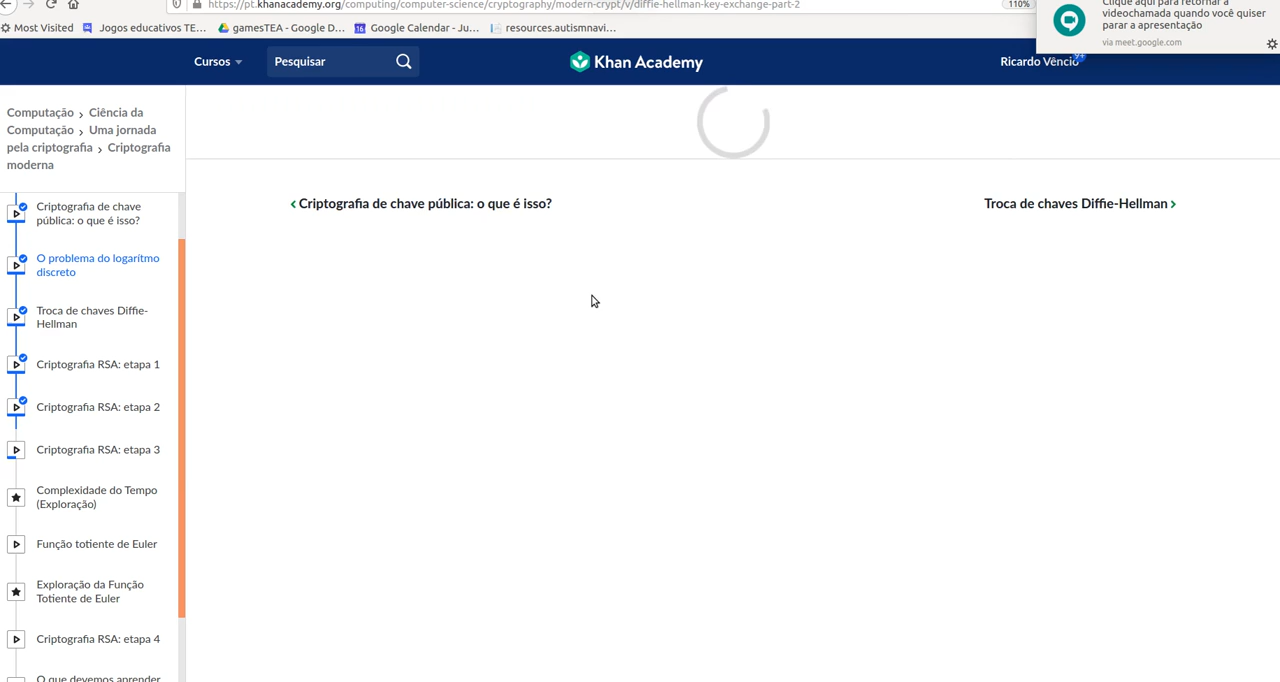 https://pt.khanacademy.org/computing/computer-science/cryptography/modern-crypt/v/diffie-hellman-key-exchange-part-2
110%
Clique aqui para retornar à
videochamada quando você quiser
parar a apresentação
via meet.google.com
Most Visited
Jogos educativos TE...
gamesTEA - Google D...
16
Google Calendar - Ju...
resources.autismnavi...
Cursos
Pesquisar
Khan Academy
Ricardo Vêncio
9+
Computação > Ciência da
Computação > Uma jornada
pela criptografia > Criptografia
moderna
Criptografia de chave
pública: o que é isso?
O problema do logarítmo
discreto
Troca de chaves Diffie-
Hellman
Criptografia RSA: etapa 1
Criptografia RSA: etapa 2
Criptografia RSA: etapa 3
Complexidade do Tempo
(Exploração)
Função totiente de Euler
Exploração da Função
Totiente de Euler
Criptografia RSA: etapa 4
O que devemos aprender
< Criptografia de chave pública: o que é isso?
Troca de chaves Diffie-Hellman >